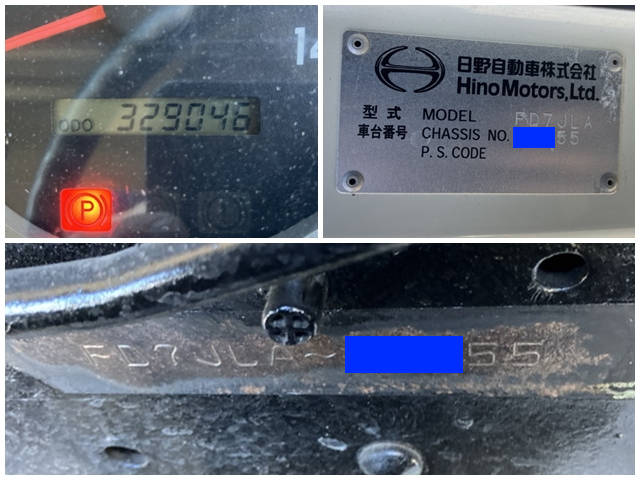 14
ODO 329046
P
日野自動車株式会社
Hino Motors, Ltd.
型式 MODEL FD7JLA
車台番号 CHASSIS NO. 55
P.S. CODE
FD7JLA~ 55